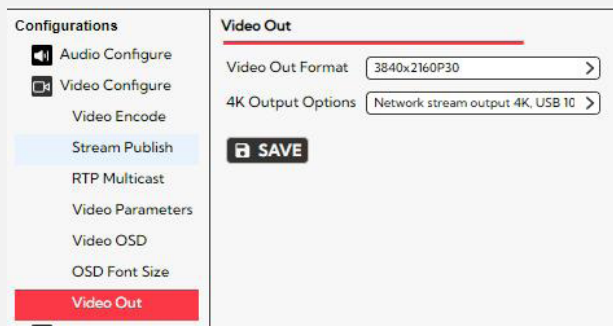 Configurations
Audio Configure
Video Configure
Video Encode
Stream Publish
RTP Multicast
Video Parameters
Video OSD
OSD Font Size
Video Out
Video Out
Video Out Format 3840x2160P30
4K Output Options Network stream output 4K, USB 10
SAVE